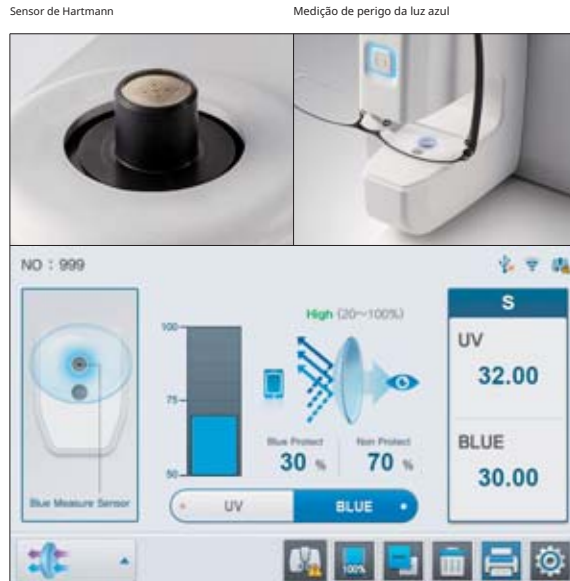 Sensor de Hartmann
Medição de perigo da luz azul
NO : 999
S
UV
32.00
BLUE
30.00
High (20~100%)
100
75
50
Blue Protect
30 %
Non Protect
70 %
Blue Measure Sensor
UV
BLUE
100%